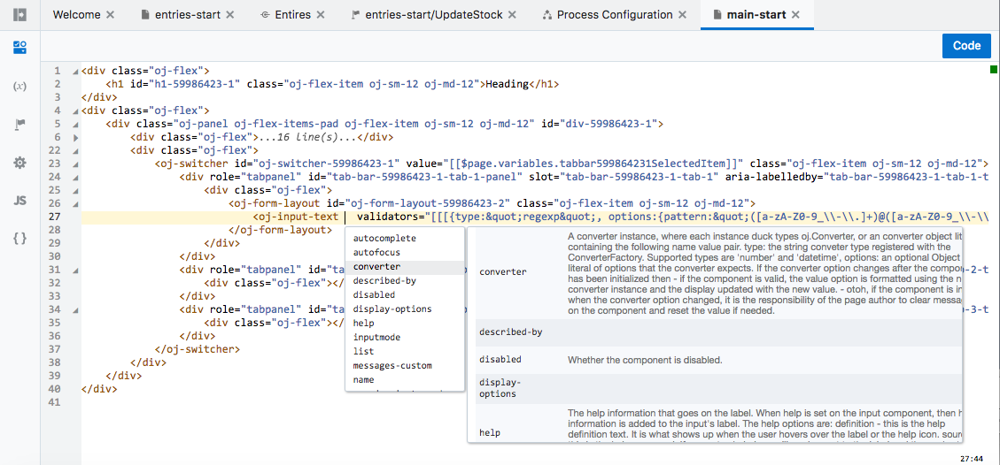 Welcome ×
entries-start ×
Entires ×
entries-start/UpdateStock ×
Process Configuration ×
main-start ×
Code
(x)
JS
{ }
1 <div class="oj-flex">
2 <h1 id="h1-59986423-1" class="oj-flex-item oj-sm-12 oj-md-12">Heading</h1>
3 </div>
4 <div class="oj-flex">
5 <div class="oj-panel oj-flex-items-pad oj-flex-item oj-sm-12 oj-md-12" id="div-59986423-1">
6 <div class="oj-flex">...16 line(s)...</div>
22 <div class="oj-flex">
23 <oj-switcher id="oj-switcher-59986423-1" value="[[$page.variables.tabbar599864231SelectedItem]]" class="oj-flex-item oj-sm-12 oj-md-12">
24 <div role="tabpanel" id="tab-bar-59986423-1-tab-1-panel" slot="tab-bar-59986423-1-tab1" aria-labelledby="tab-bar-59986423-1-tab-1-t
25 <div class="oj-flex">
26 <oj-form-layout id="oj-form-layout-59986423-2" class="oj-flex-item oj-sm-12 oj-md-12">
27 <oj-input-text validators="[[[{type:&quot;regexp&quot;, options:{pattern:&quot;([a-zA-Z0-9_\\-\\.]+)@([a-zA-Z0-9_\\-\\
28 </oj-form-layout>
29 </div>
30 </div>
31 <div role="tabpanel" id="ta -2-t
32 <div class="oj-flex"></
33 </div>
34 <div role="tabpanel" id="ta -3-t
35 <div class="oj-flex"></
36 </div>
37 </oj-switcher>
38 </div>
39 </div>
40 </div>
41
autocomplete
autofocus
converter
described-by
disabled
display-options
help
inputmode
list
messages-custom
name
converter
A converter instance, where each instance duck types oj.Converter, or an converter object lit
containing the following name value pair. type: the string conveter type registered with the
ConverterFactory. Supported types are 'number' and 'datetime', options: an optional Object
literal of options that the converter expects. If the converter option changes after the compor
has been initialized then - if the component is valid, the value option is formatted using the n
converter instance and the display updated with the new value. - otoh, if the component is in
when the converter option changed, it is the responsibility of the page author to clear messag
on the component and reset the value if needed.
described-by
disabled
Whether the component is disabled.
display-
options
help
The help information that goes on the label. When help is set on the input component, then h
information is added to the input's label. The help options are: definition - this is the help
definition text. It is what shows up when the user hovers over the label or the help icon. sour
27:44